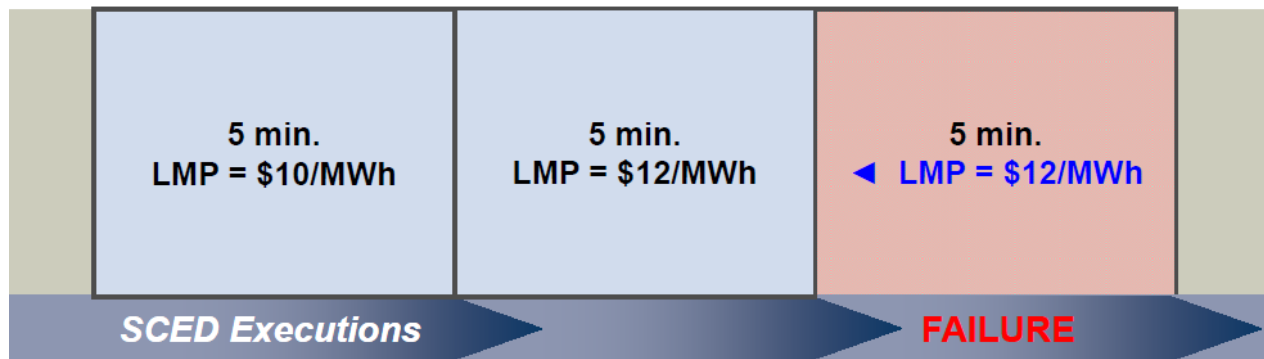 5 min.
LMP = $10/MWh
5 min.
LMP = $12/MWh
5 min.
◄ LMP = $12/MWh
SCED Executions
FAILURE